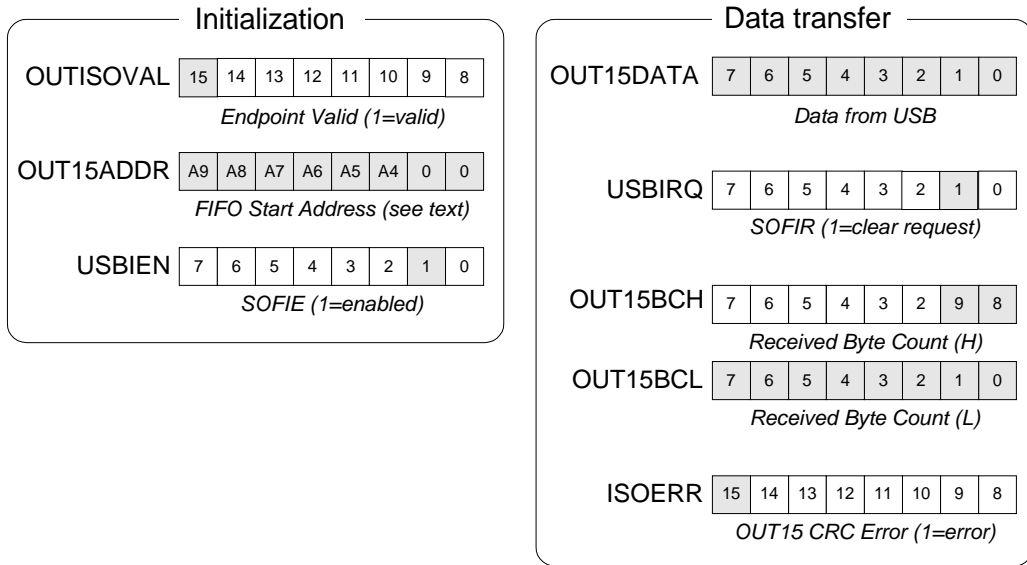 Initialization
OUTISOVAL 15 14 13 12 11 10 9 8
Endpoint Valid (1=valid)
OUT15ADDR A9 A8 A7 A6 A5 A4 0 0
FIFO Start Address (see text)
USBIEN 7 6 5 4 3 2 1 0
SOFIE (1=enabled)
Data transfer
OUT15DATA 7 6 5 4 3 2 1 0
Data from USB
USBIRQ 7 6 5 4 3 2 1 0
SOFIR (1=clear request)
OUT15BCH 7 6 5 4 3 2 9 8
Received Byte Count (H)
OUT15BCL 7 6 5 4 3 2 1 0
Received Byte Count (L)
ISOERR 15 14 13 12 11 10 9 8
OUT15 CRC Error (1=error)